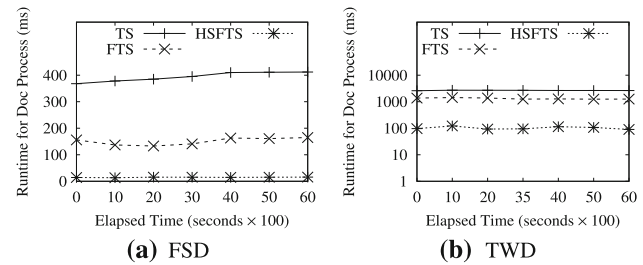 Runtime for Doc Process (ms)
TS HSFTS
FTS
400
300
200
100
0
0 10 20 30 40 50 60
Elapsed Time (seconds × 100)
(a) FSD
Runtime for Doc Process (ms)
TS HSFTS
FTS
10000
1000
100
10
1
0 10 20 35 40 50 60
Elapsed Time (seconds × 100)
(b) TWD